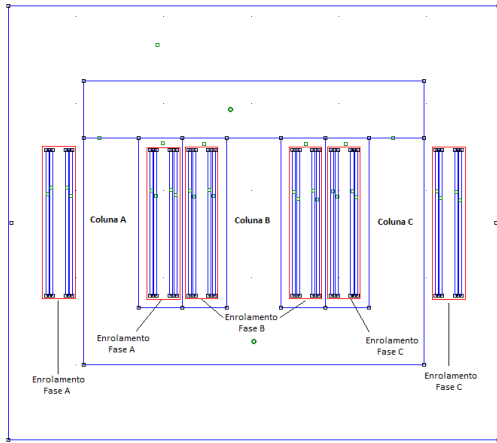 Coluna A
Coluna B
Coluna C
Enrolamento
Fase A
Enrolamento
Fase A
Enrolamento
Fase B
Enrolamento
Fase C
Enrolamento
Fase C